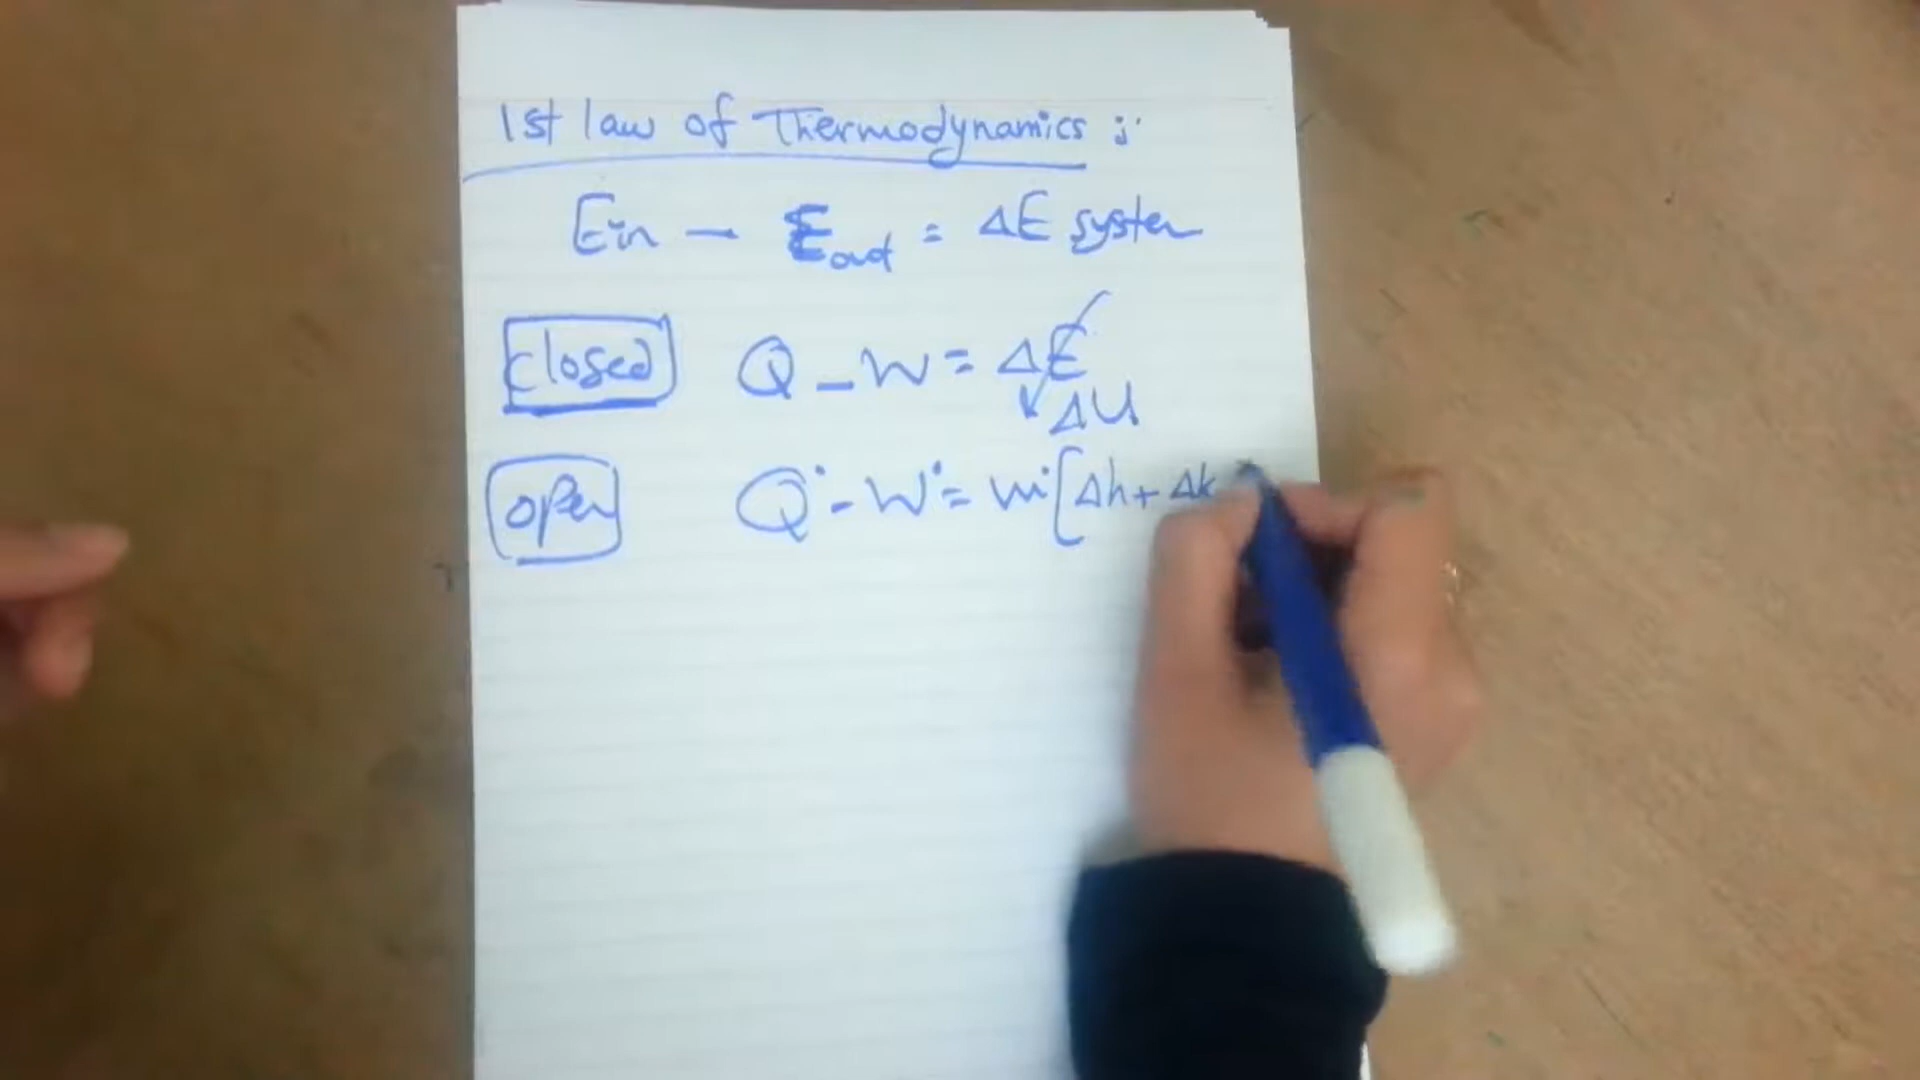 1st law of Thermodynamics :
Ein - Eout = ΔE system
closed Q - W = ΔE
ΔU
open Q̇ - Ẇ = ṁ [Δh + Δk